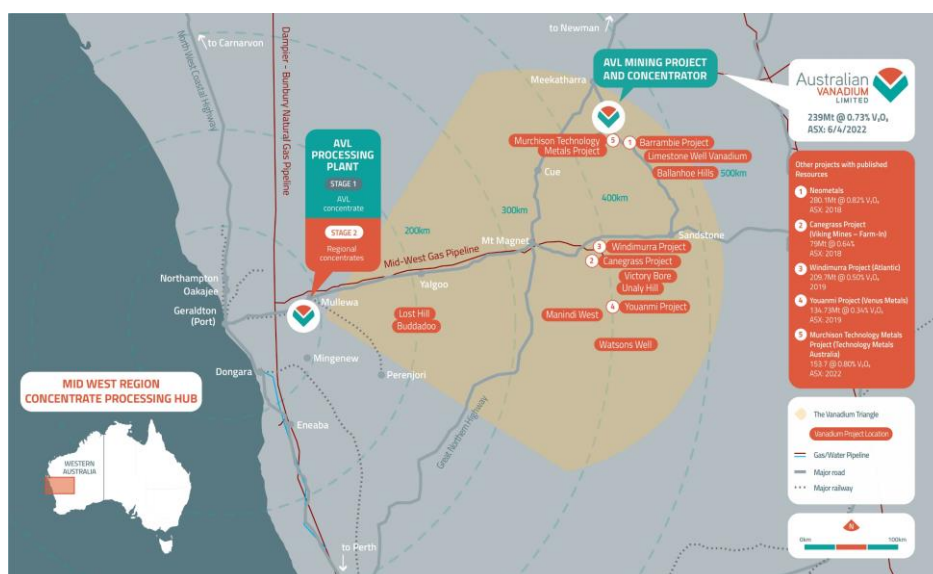 to Newman
to Carnarvon
North West Coastal Highway
Dampier - Bunbury Natural Gas Pipeline
AVL MINING PROJECT
AND CONCENTRATOR
Meekatharra
Australian
VANADIUM
LIMITED
239Mt @ 0.73% V₂O₅
ASX: 6/4/2022
AVL
PROCESSING
PLANT
STAGE 1
AVL
concentrate
STAGE 2
Regional
concentrates
Murchison Technology
Metals Project
5
1
Barrambie Project
Limestone Well Vanadium
Ballanhoe Hills
500km
Cue
400km
300km
200km
Sandstone
Mt Magnet
Mid-West Gas Pipeline
3
Windimurra Project
2
Canegrass Project
Victory Bore
Unaly Hill
Yalgoo
Northampton
Oakajee
Geraldton
(Port)
Mullewa
Lost Hill
Buddadoo
Manindi West
4
Youanmi Project
Watsons Well
Mingenew
Dongara
Perenjori
Eneaba
Great Northern Highway
to Perth
MID WEST REGION
CONCENTRATE PROCESSING HUB
WESTERN
AUSTRALIA
Other projects with published
Resources
1 Neometals
280.1Mt @ 0.82% V₂O₅
ASX: 2018
2 Canegrass Project
(Viking Mines – Farm-In)
79Mt @ 0.64%
ASX: 2018
3 Windimurra Project (Atlantic)
209.7Mt @ 0.50% V₂O₅
2019
4 Youanmi Project (Venus Metals)
134.73Mt @ 0.34% V₂O₅
ASX: 2019
5 Murchison Technology Metals
Project (Technology Metals
Australia)
153.7 @ 0.80% V₂O₅
ASX: 2022
The Vanadium Triangle
Vanadium Project Location
Gas/Water Pipeline
Major road
Major railway
N
0km
100km